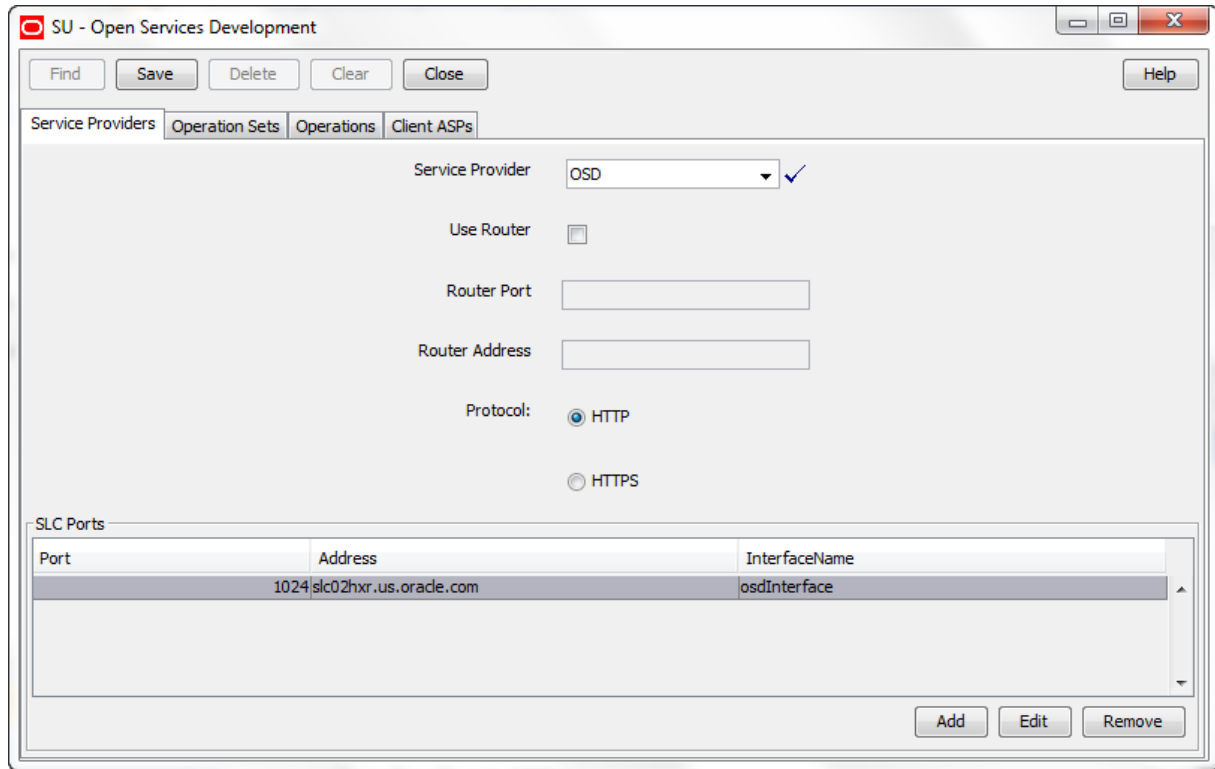 SU - Open Services Development
Find Save Delete Clear Close Help
Service Providers Operation Sets Operations Client ASPs
Service Provider OSD
Use Router
Router Port
Router Address
Protocol: HTTP
HTTPS
SLC Ports
Port Address InterfaceName
1024 slc02hxr.us.oracle.com osdInterface
Add Edit Remove